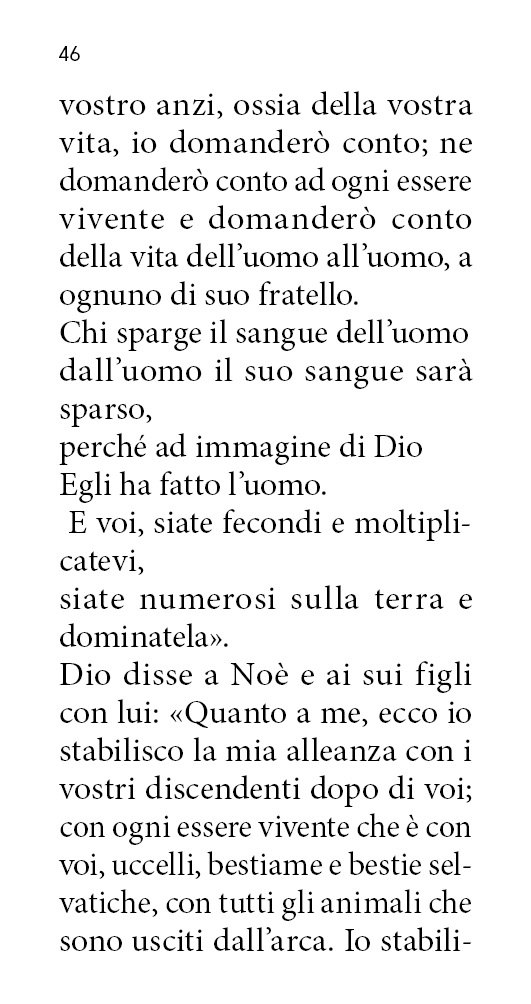 46
vostro anzi, ossia della vostra
vita, io domanderò conto; ne
domanderò conto ad ogni essere
vivente e domanderò conto
della vita dell’uomo all’uomo, a
ognuno di suo fratello.
Chi sparge il sangue dell’uomo
dall’uomo il suo sangue sarà
sparso,
perché ad immagine di Dio
Egli ha fatto l’uomo.
E voi, siate fecondi e moltipli-
catevi,
siate numerosi sulla terra e
dominatela».
Dio disse a Noè e ai sui figli
con lui: «Quanto a me, ecco io
stabilisco la mia alleanza con i
vostri discendenti dopo di voi;
con ogni essere vivente che è con
voi, uccelli, bestiame e bestie sel-
vatiche, con tutti gli animali che
sono usciti dall’arca. Io stabili-